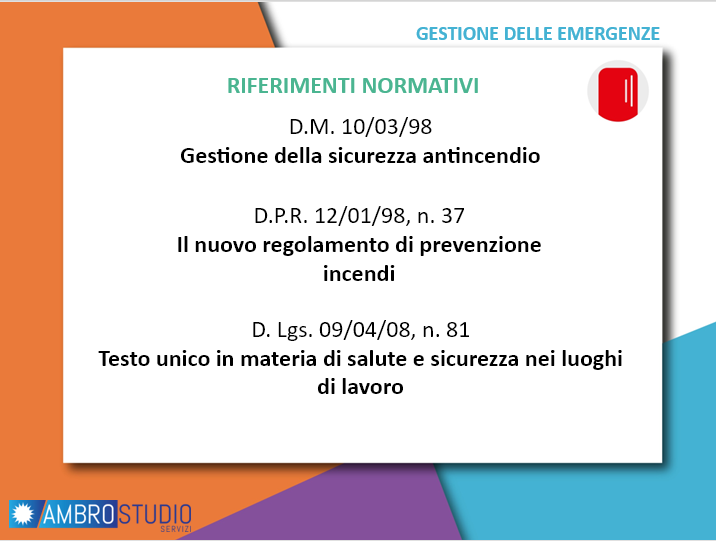 GESTIONE DELLE EMERGENZE
RIFERIMENTI NORMATIVI
D.M. 10/03/98
Gestione della sicurezza antincendio
D.P.R. 12/01/98, n. 37
Il nuovo regolamento di prevenzione
incendi
D. Lgs. 09/04/08, n. 81
Testo unico in materia di salute e sicurezza nei luoghi
di lavoro
AMBROSTUDIO
SERVIZI